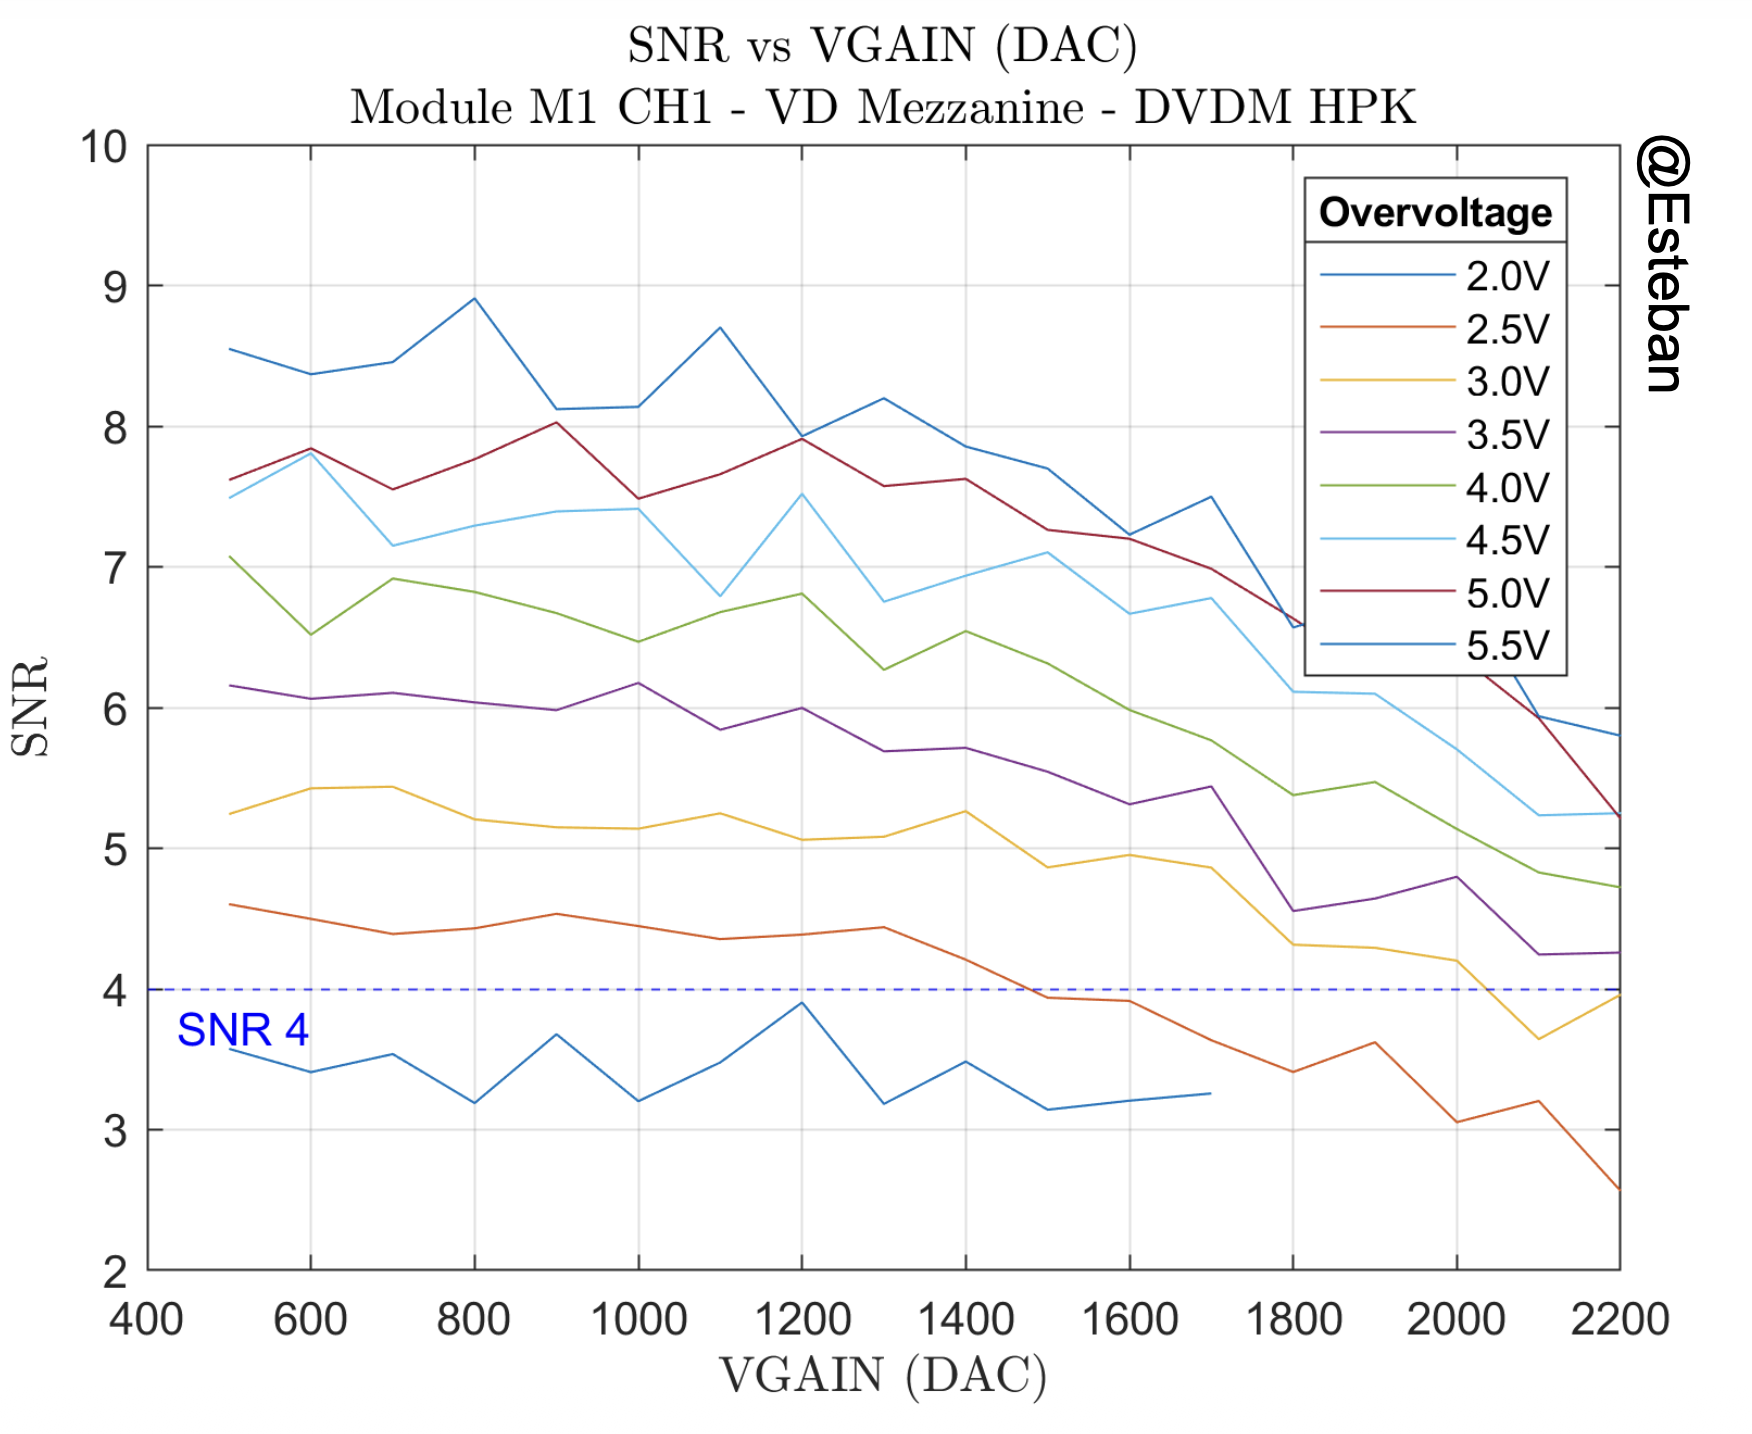 SNR vs VGAIN (DAC)
Module M1 CH1 - VD Mezzanine - DVDM HPK
@Esteban
10
9
8
7
6
5
4
3
2
SNR
Overvoltage
2.0V
2.5V
3.0V
3.5V
4.0V
4.5V
5.0V
5.5V
SNR 4
400 600 800 1000 1200 1400 1600 1800 2000 2200
VGAIN (DAC)